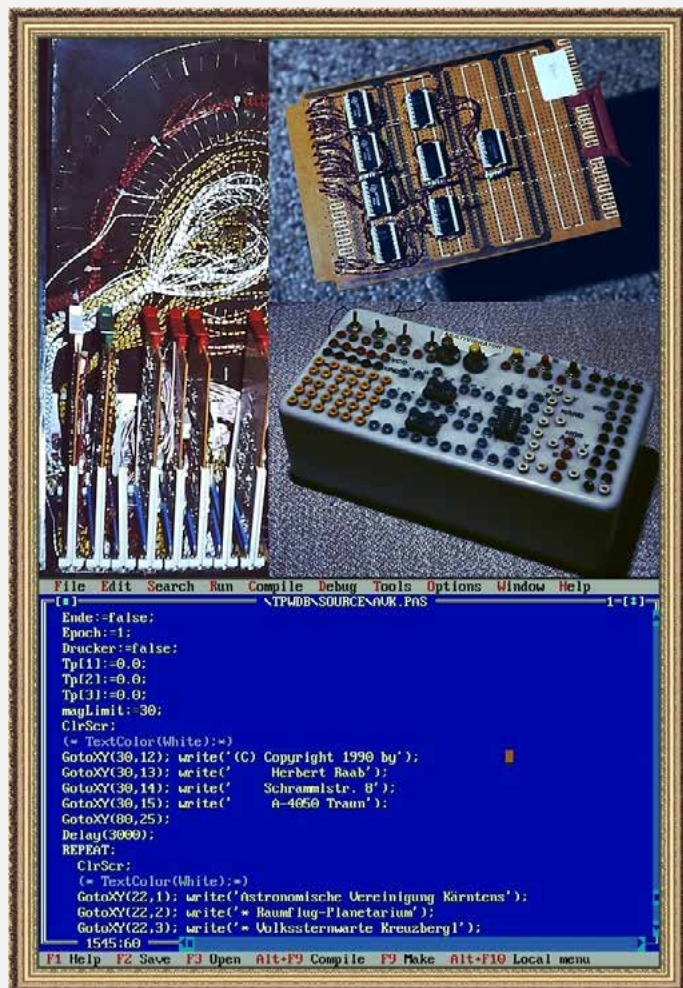 NAND
File Edit Search Run Compile Debug Tools Options Window Help
\TPWDB\SOURCE\AVK.PAS 1=[↕]
Ende:=false;
Epoch:=1;
Drucker:=false;
Tp[1]:=0.0;
Tp[2]:=0.0;
Tp[3]:=0.0;
magLimit:=30;
ClrScr;
(* TextColor(White);*)
GotoXY(30,12); write('(C) Copyright 1990 by');
GotoXY(30,13); write('     Herbert Raab');
GotoXY(30,14); write('    Schrammlstr. 8');
GotoXY(30,15); write('     A-4050 Traun');
GotoXY(80,25);
Delay(3000);
REPEAT;
ClrScr;
(* TextColor(White);*)
GotoXY(22,1); write('Astronomische Vereinigung Kärntens');
GotoXY(22,2); write('* Raumflug-Planetarium');
GotoXY(22,3); write('* Volkssternwarte Kreuzbergl');
1545:60
F1 Help F2 Save F3 Open Alt+F9 Compile F9 Make Alt+F10 Local menu